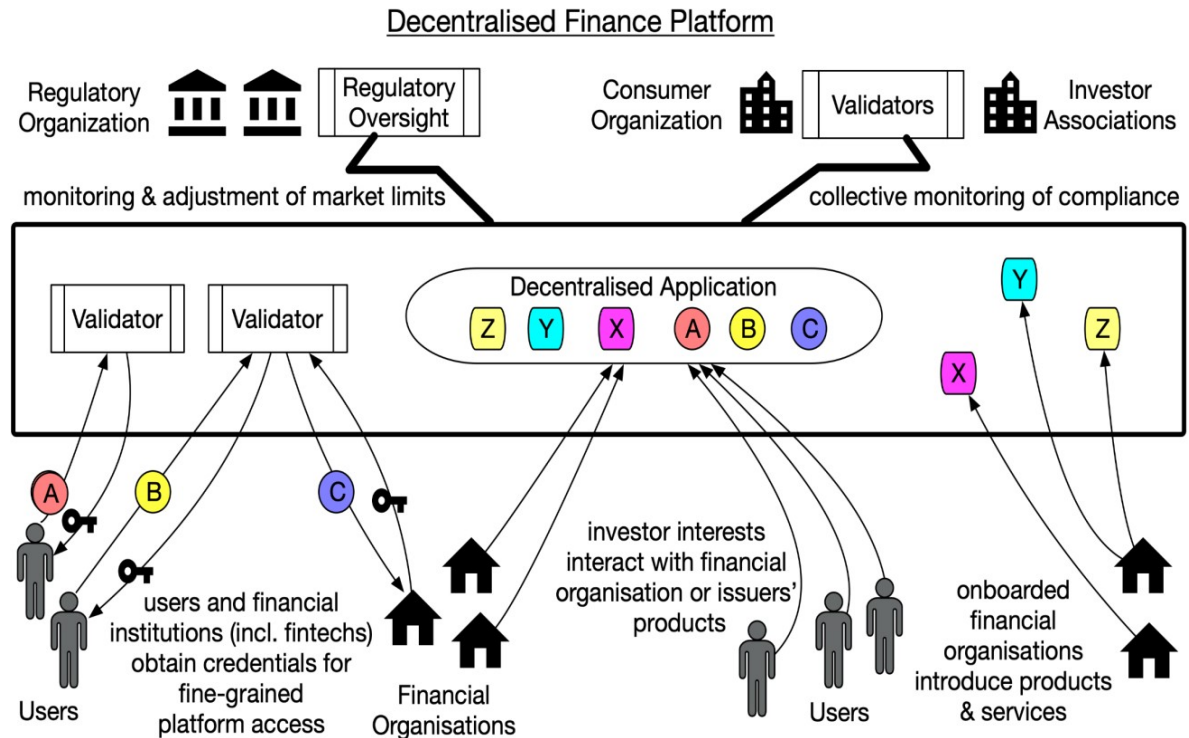 Decentralised Finance Platform
Regulatory
Organization
Regulatory
Oversight
Consumer
Organization
Validators
Investor
Associations
monitoring & adjustment of market limits
collective monitoring of compliance
Validator
Validator
Decentralised Application
Z Y X A B C
Y
Z
X
A
B
C
users and financial
institutions (incl. fintechs)
obtain credentials for
fine-grained
platform access
Users
Financial
Organisations
investor interests
interact with financial
organisation or issuers'
products
Users
onboarded
financial
organisations
introduce products
& services